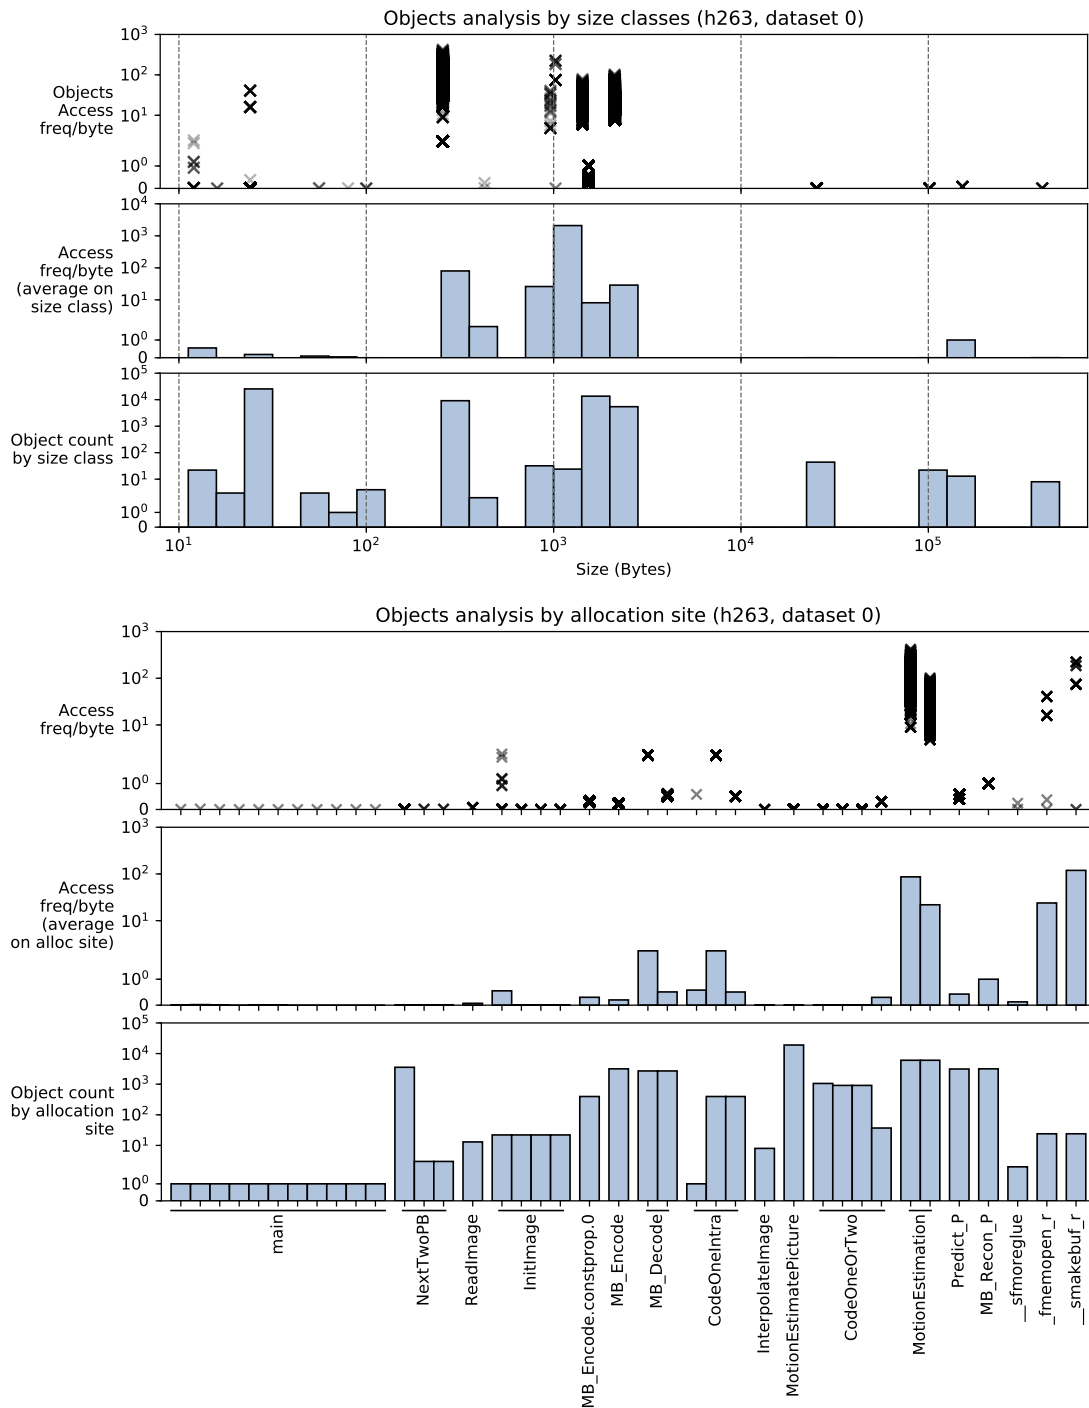 Objects analysis by size classes (h263, dataset 0)
Objects
Access
freq/byte
10³
10²
10¹
10⁰
0
Access
freq/byte
(average on
size class)
10⁴
10³
10²
10¹
10⁰
0
Object count
by size class
10⁵
10⁴
10³
10²
10¹
10⁰
0
10¹ 10² 10³ 10⁴ 10⁵
Size (Bytes)
Objects analysis by allocation site (h263, dataset 0)
Access
freq/byte
10³
10²
10¹
10⁰
0
Access
freq/byte
(average
on alloc site)
10³
10²
10¹
10⁰
0
Object count
by allocation
site
10⁵
10⁴
10³
10²
10¹
10⁰
0
main
NextTwoPB
ReadImage
InitImage
MB_Encode.constprop.0
MB_Encode
MB_Decode
CodeOneIntra
InterpolateImage
MotionEstimatePicture
CodeOneOrTwo
MotionEstimation
Predict_P
MB_Recon_P
__sfmoreglue
_fmemopen_r
__smakebuf_r